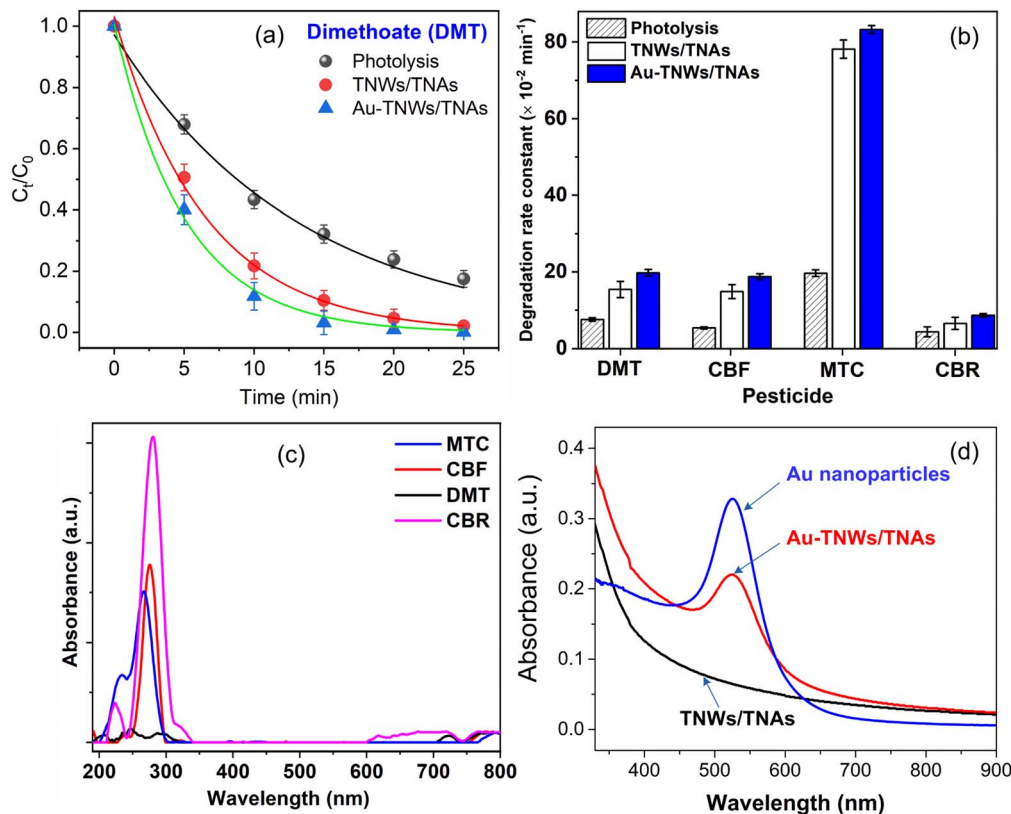 (a)
Dimethoate (DMT)
Photolysis
TNWs/TNAs
Au-TNWs/TNAs
C_t/C_0
1.0
0.8
0.6
0.4
0.2
0.0
0 5 10 15 20 25
Time (min)
(b)
Photolysis
TNWs/TNAs
Au-TNWs/TNAs
Degradation rate constant (× 10⁻² min⁻¹)
80
60
40
20
0
DMT CBF MTC CBR
Pesticide
(c)
MTC
CBF
DMT
CBR
Absorbance (a.u.)
200 300 400 500 600 700 800
Wavelength (nm)
(d)
Au nanoparticles
Au-TNWs/TNAs
TNWs/TNAs
Absorbance (a.u.)
0.4
0.3
0.2
0.1
0.0
400 500 600 700 800 900
Wavelength (nm)